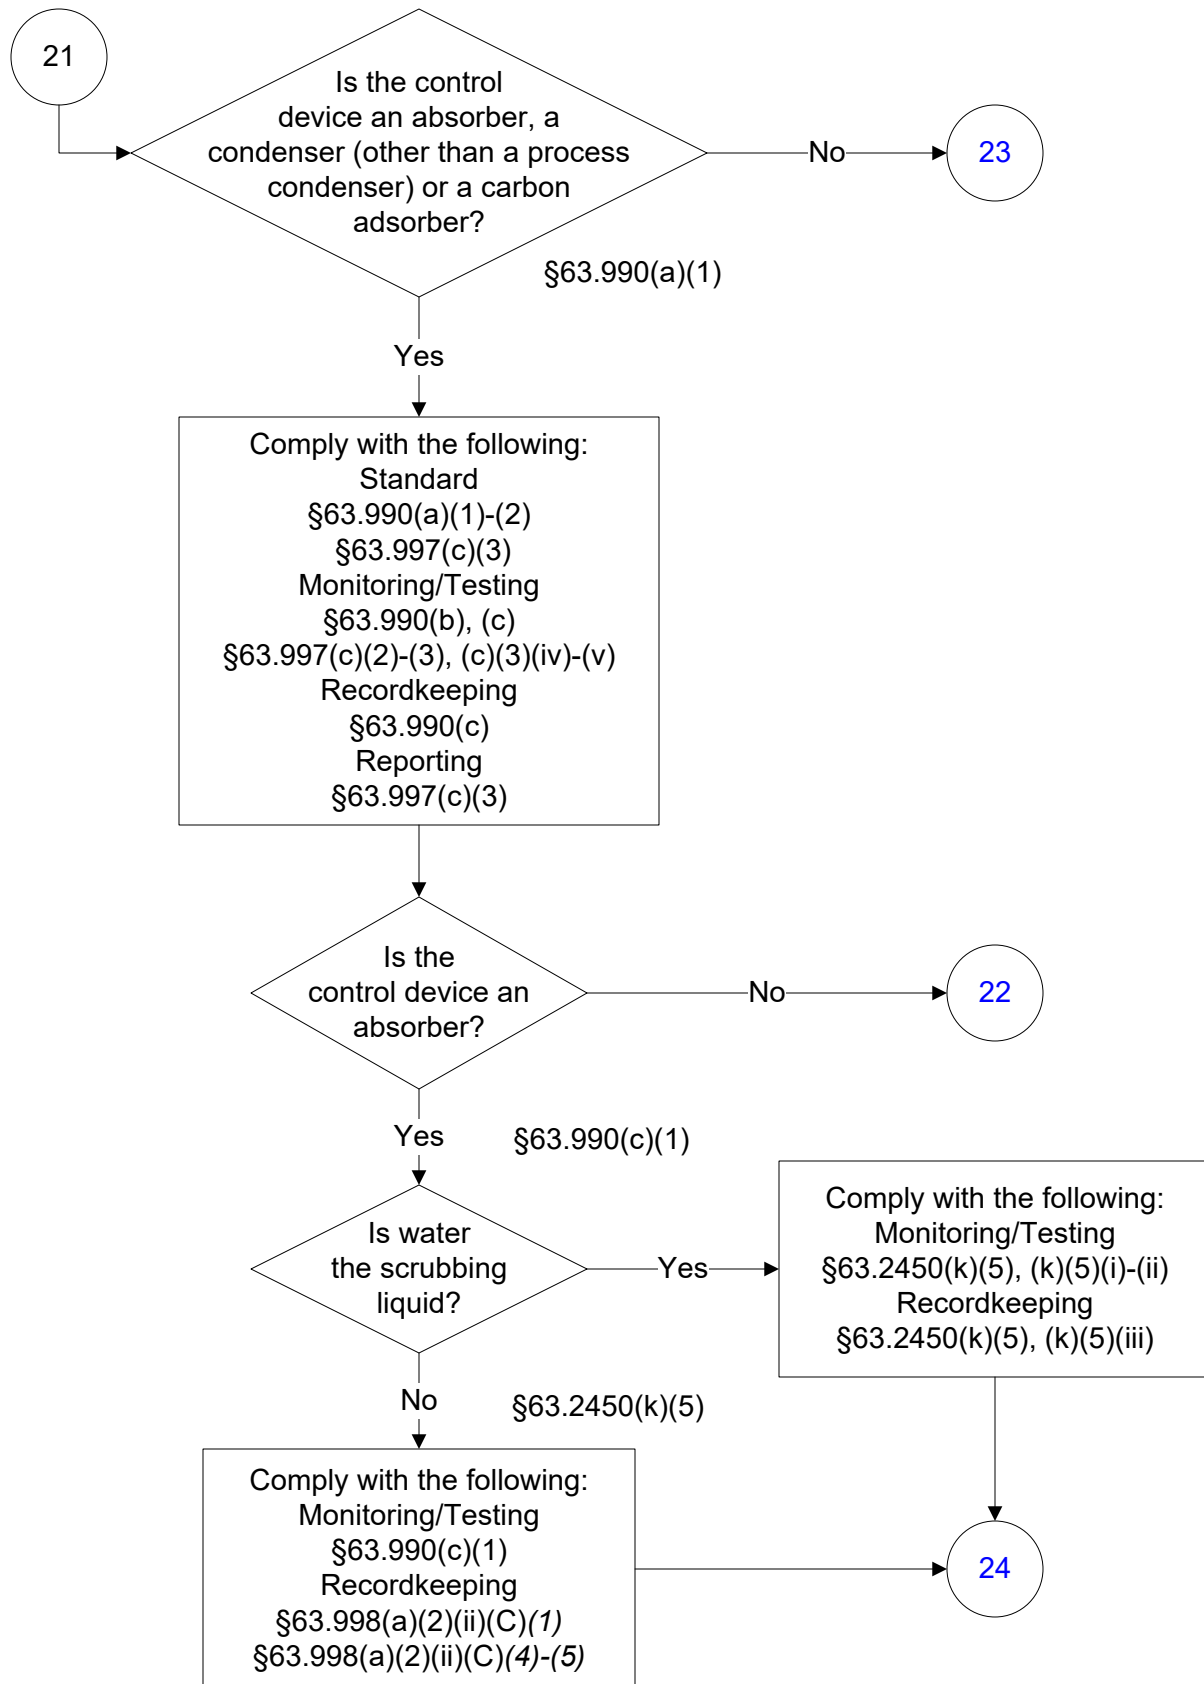 21
Is the control
device an absorber, a
condenser (other than a process
condenser) or a carbon
adsorber?
No
23
§63.990(a)(1)
Yes
Comply with the following:
Standard
§63.990(a)(1)-(2)
§63.997(c)(3)
Monitoring/Testing
§63.990(b), (c)
§63.997(c)(2)-(3), (c)(3)(iv)-(v)
Recordkeeping
§63.990(c)
Reporting
§63.997(c)(3)
Is the
control device an
absorber?
No
22
Yes
§63.990(c)(1)
Is water
the scrubbing
liquid?
Yes
Comply with the following:
Monitoring/Testing
§63.2450(k)(5), (k)(5)(i)-(ii)
Recordkeeping
§63.2450(k)(5), (k)(5)(iii)
No
§63.2450(k)(5)
Comply with the following:
Monitoring/Testing
§63.990(c)(1)
Recordkeeping
§63.998(a)(2)(ii)(C)(1)
§63.998(a)(2)(ii)(C)(4)-(5)
24